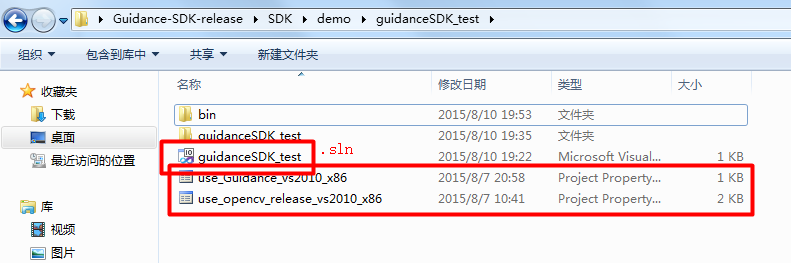 Guidance-SDK-release ▸ SDK ▸ demo ▸ guidanceSDK_test ▸
组织 ▼ 包含到库中 ▼ 共享 ▼ 新建文件夹
收藏夹
下载
桌面
最近访问的位置
库
视频
图片
名称 修改日期 类型 大小
bin 2015/8/10 19:53 文件夹
guidanceSDK_test 2015/8/10 19:35 文件夹
guidanceSDK_test .sln 2015/8/10 19:22 Microsoft Visual... 1 KB
use_Guidance_vs2010_x86 2015/8/7 20:58 Project Property... 1 KB
use_opencv_release_vs2010_x86 2015/8/7 10:41 Project Property... 2 KB